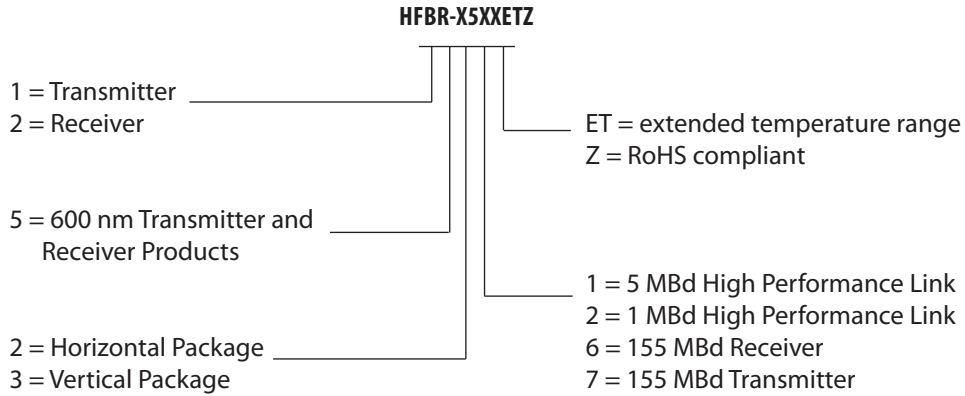 HFBR-X5XXETZ
1 = Transmitter
2 = Receiver
ET = extended temperature range
Z = RoHS compliant
5 = 600 nm Transmitter and
Receiver Products
1 = 5 MBd High Performance Link
2 = 1 MBd High Performance Link
6 = 155 MBd Receiver
7 = 155 MBd Transmitter
2 = Horizontal Package
3 = Vertical Package